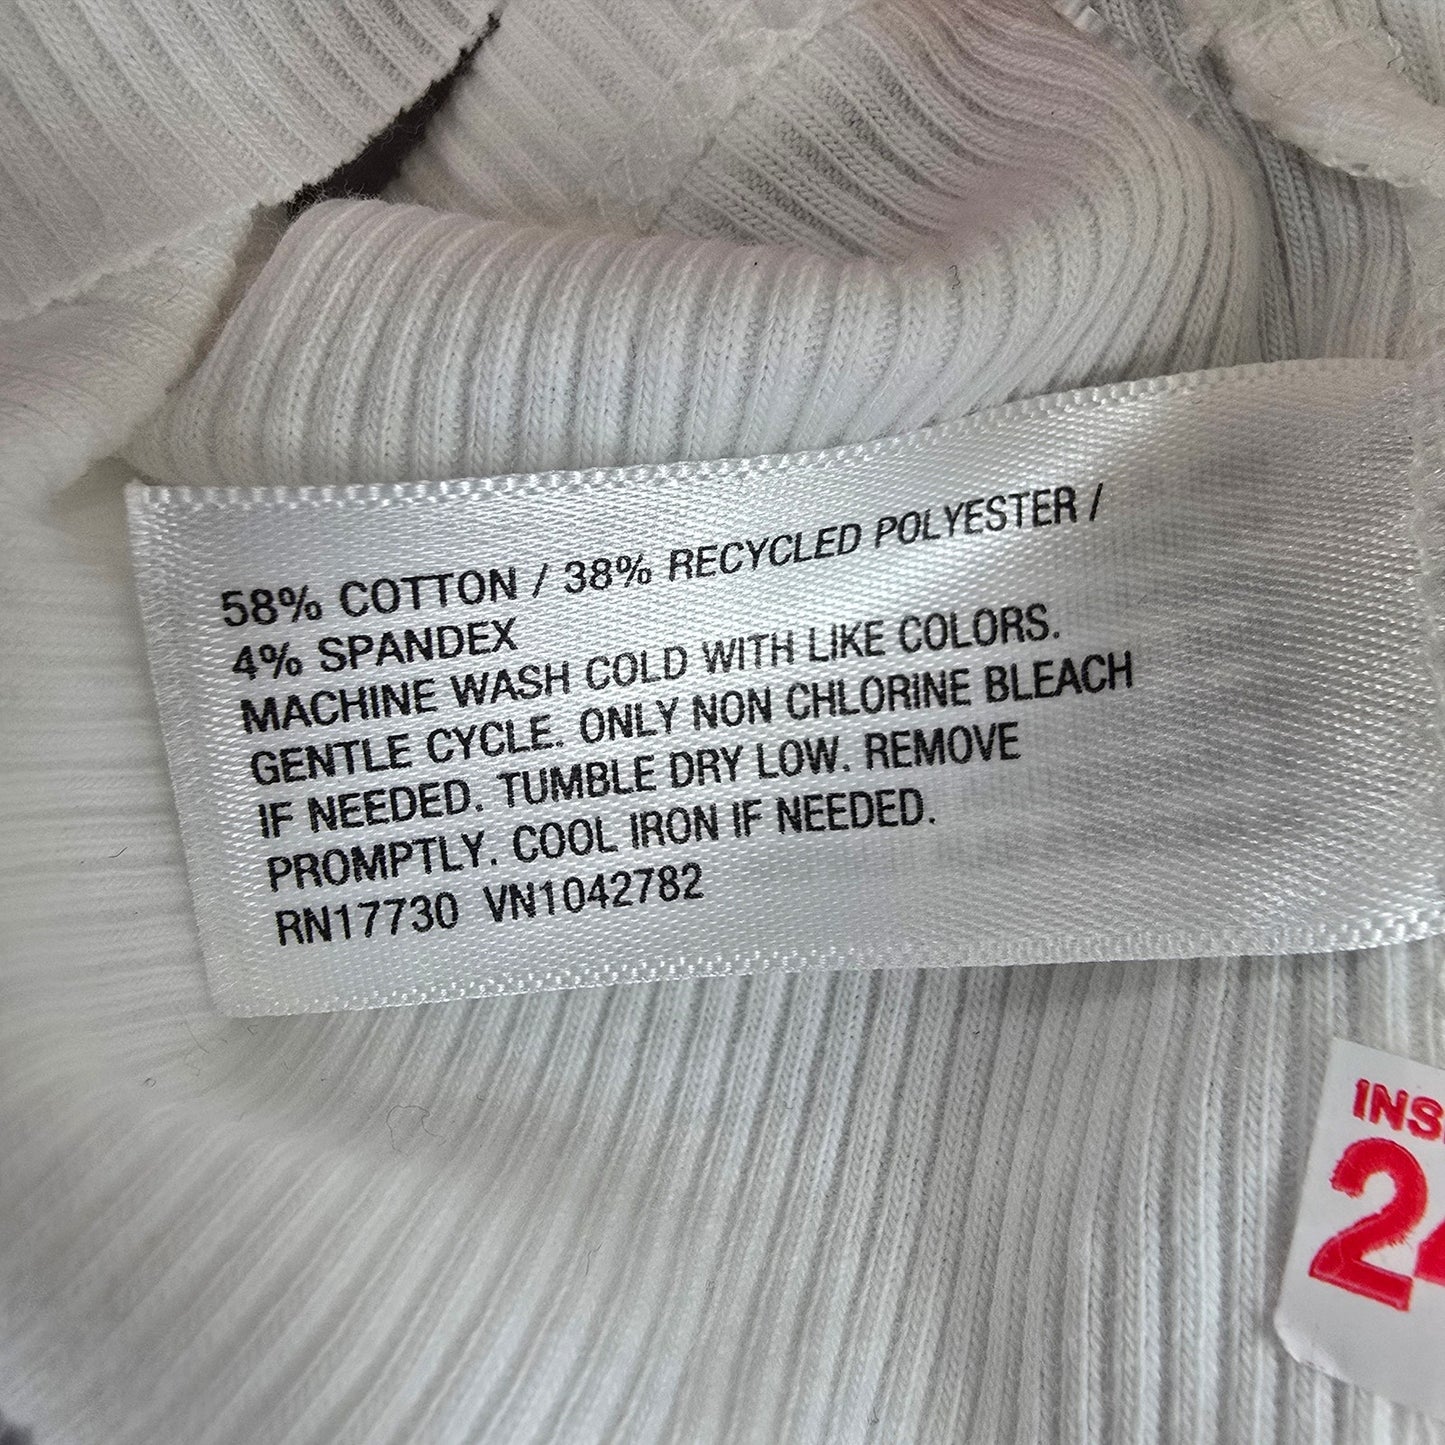 58% COTTON / 38% RECYCLED POLYESTER /
4% SPANDEX
MACHINE WASH COLD WITH LIKE COLORS.
GENTLE CYCLE. ONLY NON CHLORINE BLEACH
IF NEEDED. TUMBLE DRY LOW. REMOVE
PROMPTLY. COOL IRON IF NEEDED.
RN17730 VN1042782